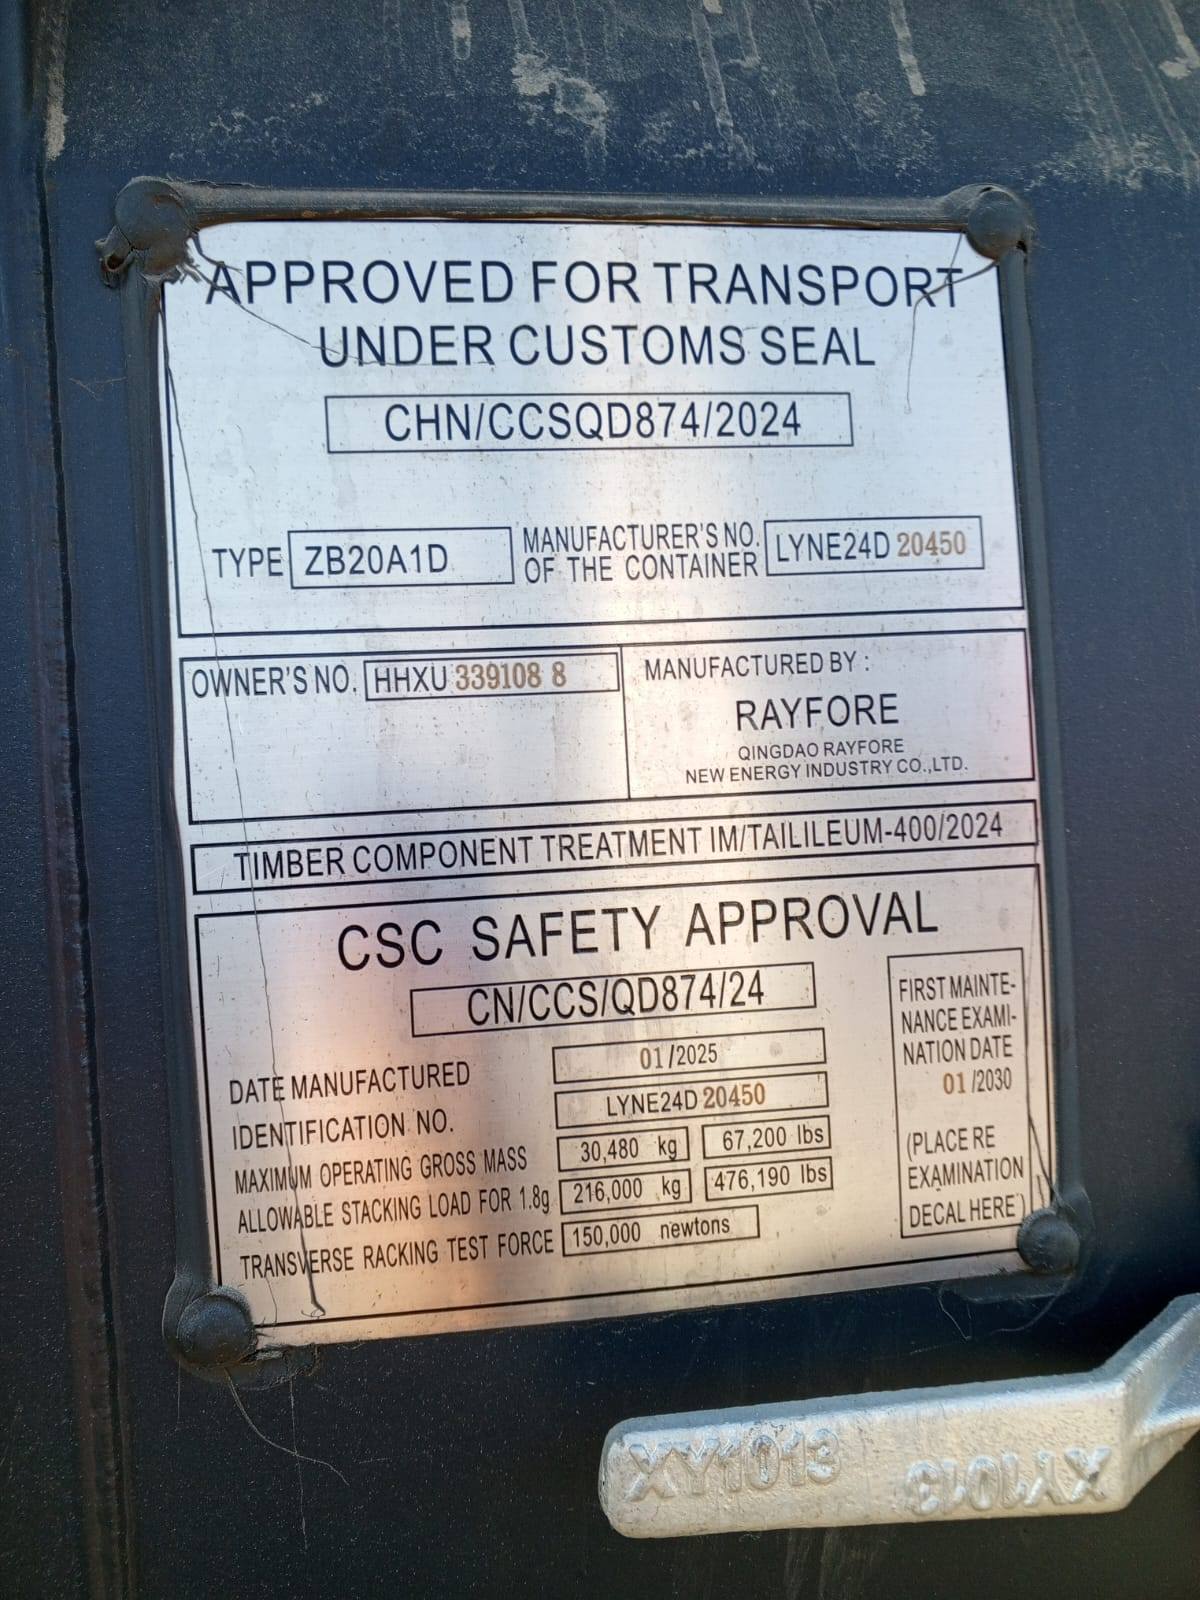 APPROVED FOR TRANSPORT
UNDER CUSTOMS SEAL
CHN/CCSQD874/2024
TYPE ZB20A1D MANUFACTURER'S NO. OF THE CONTAINER LYNE24D 20450
OWNER'S NO. HHXU 339108 8
MANUFACTURED BY :
RAYFORE
QINGDAO RAYFORE
NEW ENERGY INDUSTRY CO.,LTD.
TIMBER COMPONENT TREATMENT IM/TAILILEUM-400/2024
CSC SAFETY APPROVAL
CN/CCS/QD874/24
DATE MANUFACTURED 01/2025
IDENTIFICATION NO. LYNE24D 20450
MAXIMUM OPERATING GROSS MASS 30,480 kg 67,200 lbs
ALLOWABLE STACKING LOAD FOR 1.8g 216,000 kg 476,190 lbs
TRANSVERSE RACKING TEST FORCE 150,000 newtons
FIRST MAINTE-
NANCE EXAMI-
NATION DATE
01/2030
(PLACE RE
EXAMINATION
DECAL HERE)
XY1013 XY1013